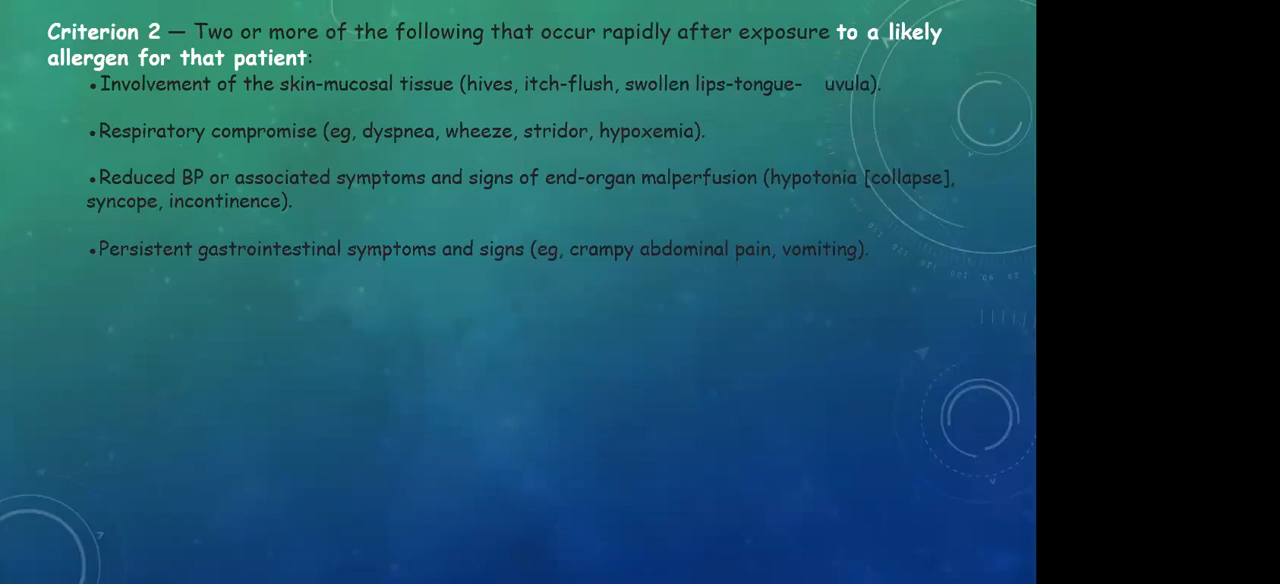 Criterion 2 — Two or more of the following that occur rapidly after exposure to a likely
allergen for that patient:
•Involvement of the skin-mucosal tissue (hives, itch-flush, swollen lips-tongue- uvula).
•Respiratory compromise (eg, dyspnea, wheeze, stridor, hypoxemia).
•Reduced BP or associated symptoms and signs of end-organ malperfusion (hypotonia [collapse],
syncope, incontinence).
•Persistent gastrointestinal symptoms and signs (eg, crampy abdominal pain, vomiting).